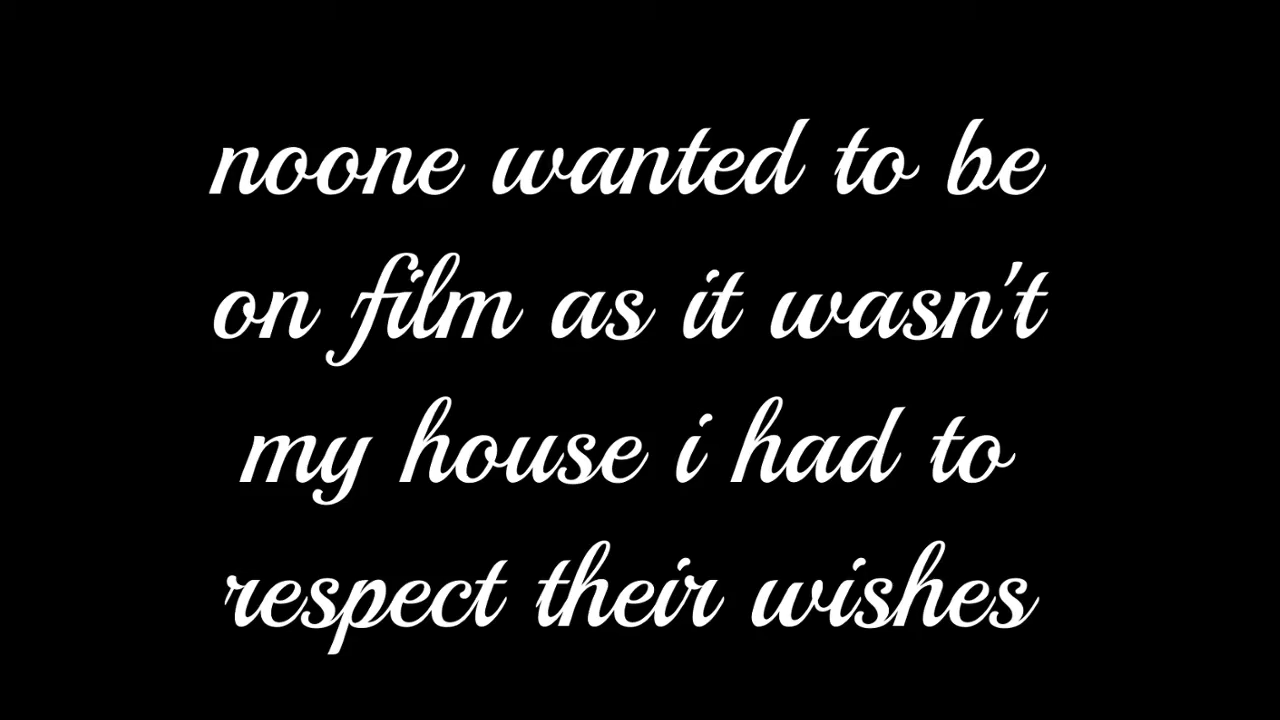 noone wanted to be
on film as it wasn't
my house i had to
respect their wishes